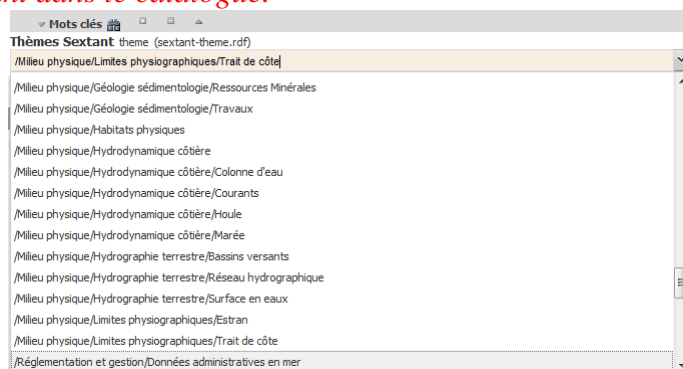 dans le catalogue.
Mots clés
Thèmes Sextant theme (sextant-theme.rdf)
/Milieu physique/Limites physiographiques/Trait de côte
/Milieu physique/Géologie sédimentologie/Ressources Minérales
/Milieu physique/Géologie sédimentologie/Travaux
/Milieu physique/Habitats physiques
/Milieu physique/Hydrodynamique côtière
/Milieu physique/Hydrodynamique côtière/Colonne d'eau
/Milieu physique/Hydrodynamique côtière/Courants
/Milieu physique/Hydrodynamique côtière/Houle
/Milieu physique/Hydrodynamique côtière/Marée
/Milieu physique/Hydrographie terrestre/Bassins versants
/Milieu physique/Hydrographie terrestre/Réseau hydrographique
/Milieu physique/Hydrographie terrestre/Surface en eaux
/Milieu physique/Limites physiographiques/Estran
/Milieu physique/Limites physiographiques/Trait de côte
/Réglementation et gestion/Données administratives en mer